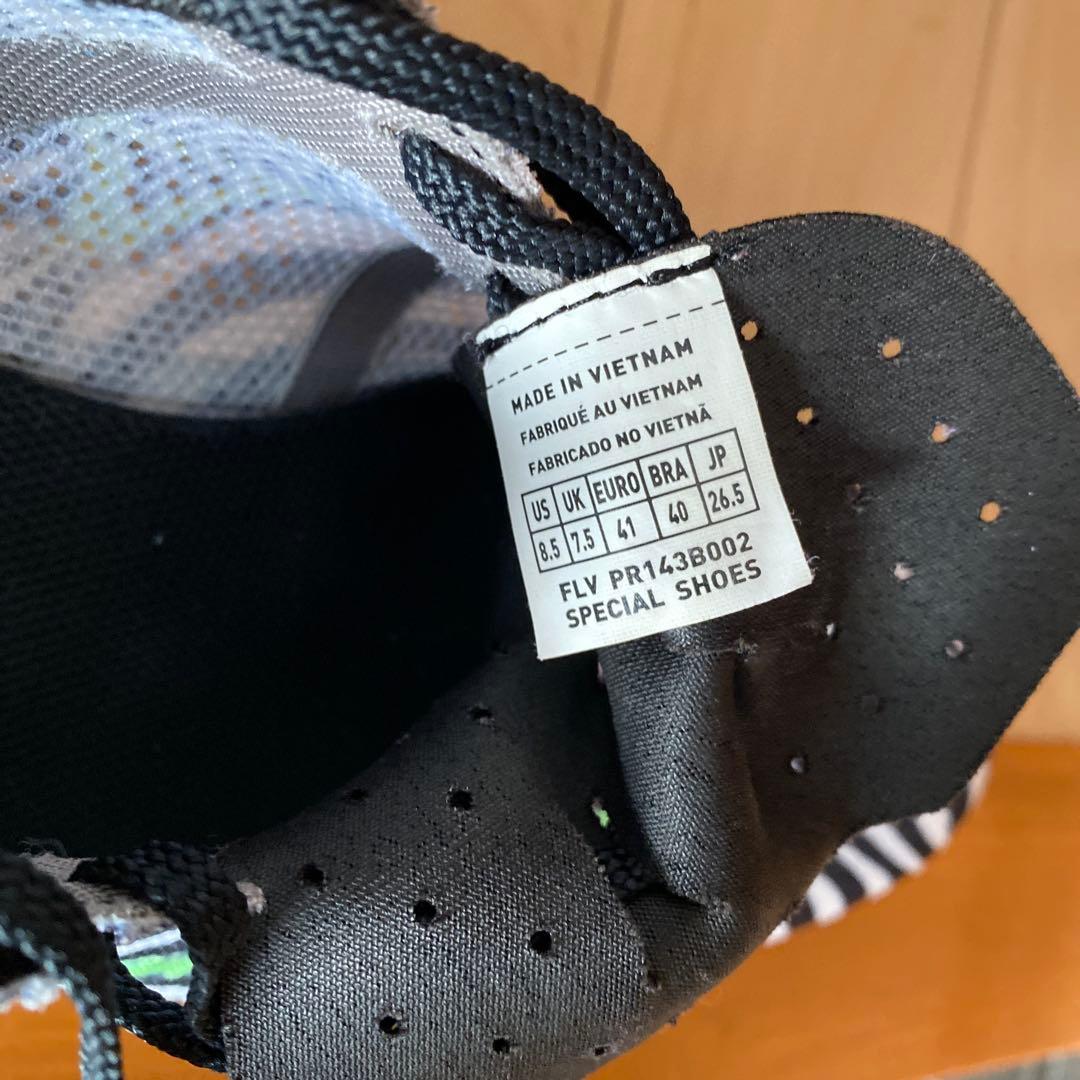 MADE IN VIETNAM
FABRIQUÉ AU VIETNAM
FABRICADO NO VIETNÃ
US UK EURO BRA JP
8.5 7.5 41 40 26.5
FLV PR143B002
SPECIAL SHOES